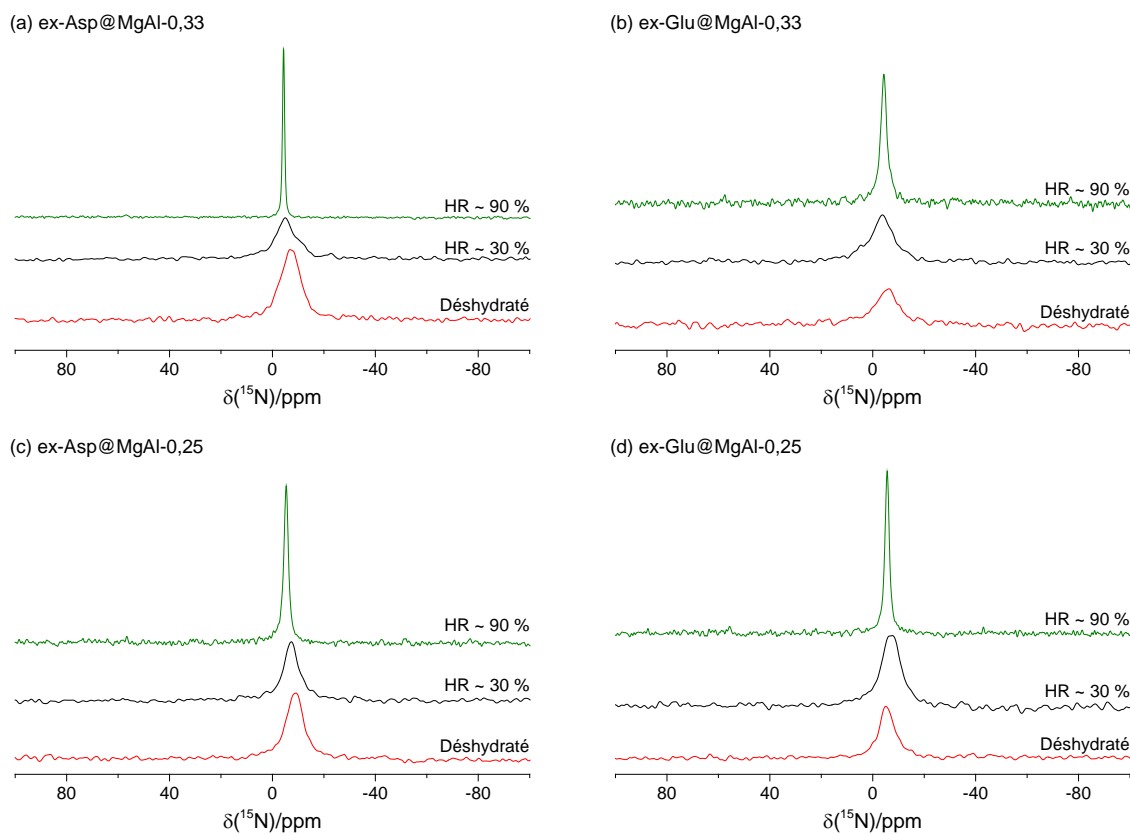 (a) ex-Asp@MgAl-0,33
HR ~ 90 %
HR ~ 30 %
Déshydraté
80 40 0 -40 -80
δ(¹⁵N)/ppm
(b) ex-Glu@MgAl-0,33
HR ~ 90 %
HR ~ 30 %
Déshydraté
80 40 0 -40 -80
δ(¹⁵N)/ppm
(c) ex-Asp@MgAl-0,25
HR ~ 90 %
HR ~ 30 %
Déshydraté
80 40 0 -40 -80
δ(¹⁵N)/ppm
(d) ex-Glu@MgAl-0,25
HR ~ 90 %
HR ~ 30 %
Déshydraté
80 40 0 -40 -80
δ(¹⁵N)/ppm